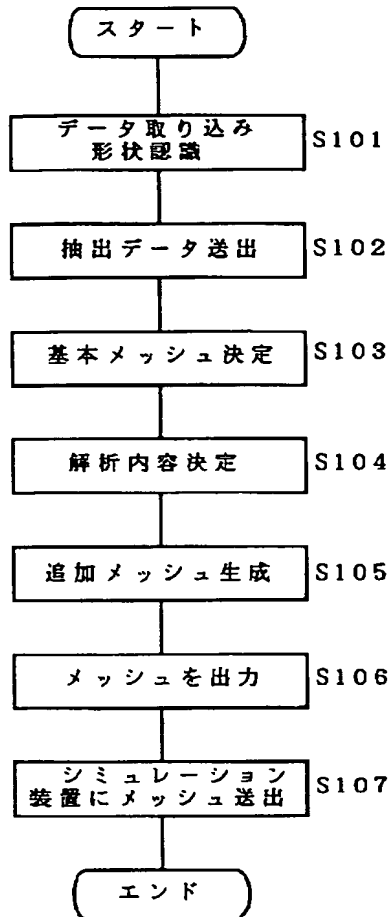 スタート
データ取り込み
形状認識
S101
抽出データ送出
S102
基本メッシュ決定
S103
解析内容決定
S104
追加メッシュ生成
S105
メッシュを出力
S106
シミュレーション
装置にメッシュ送出
S107
エンド